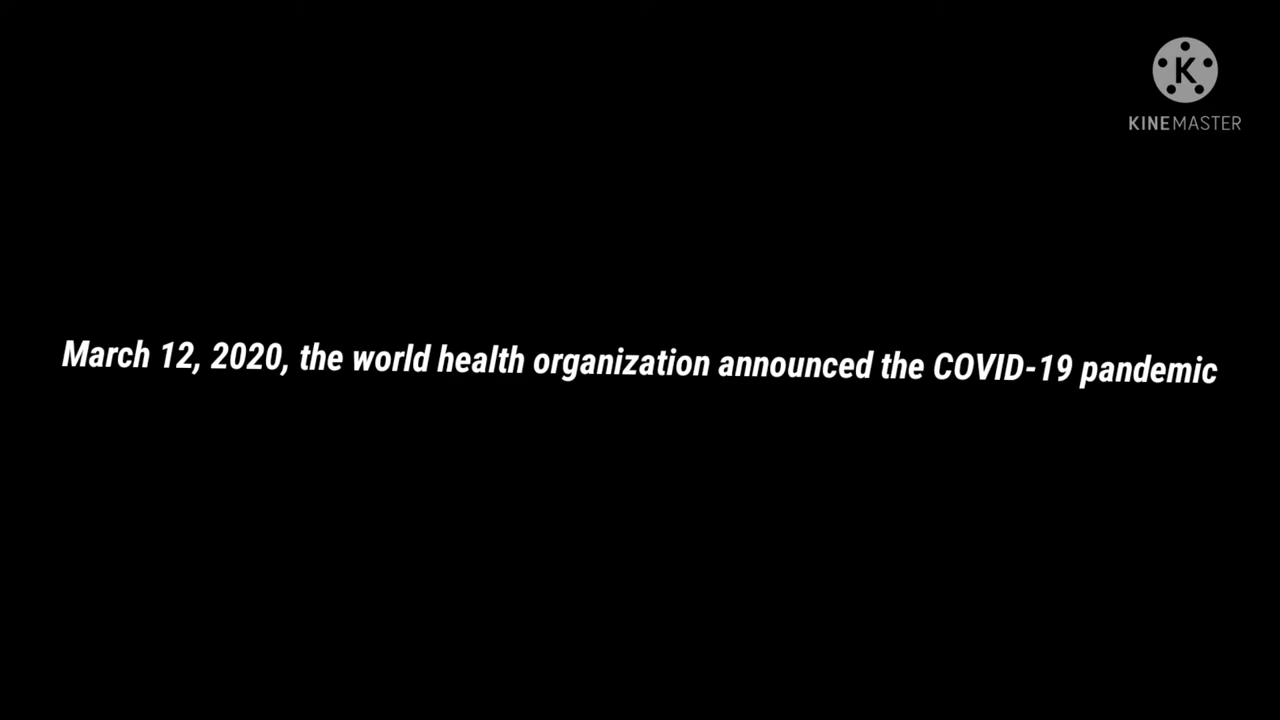 K
KINEMASTER
March 12, 2020, the world health organization announced the COVID-19 pandemic